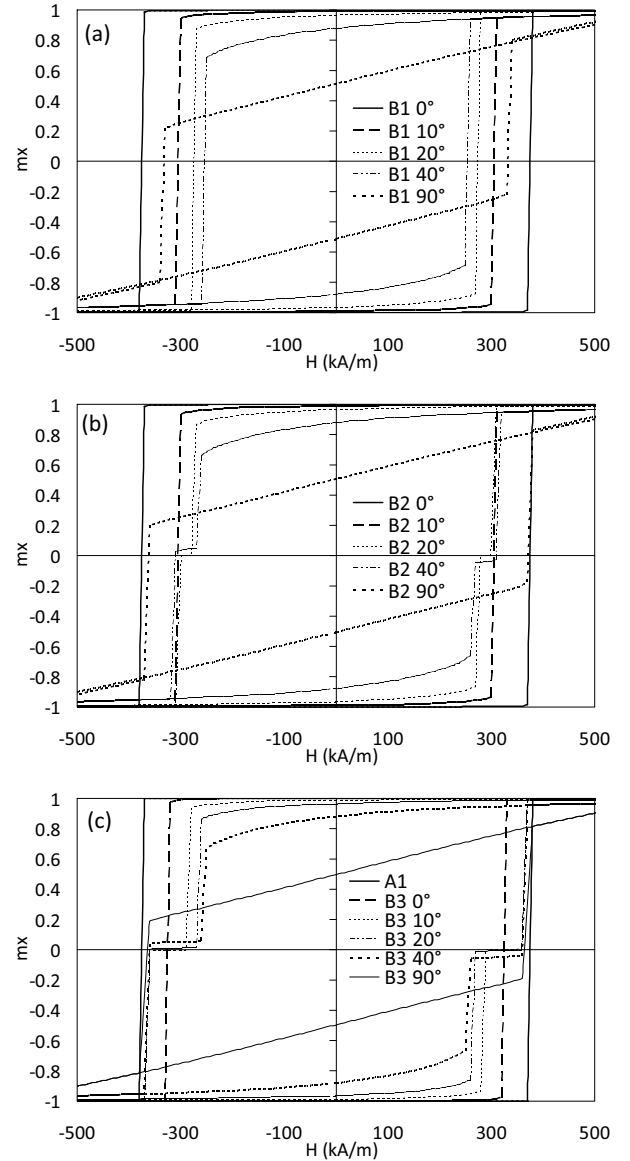 1
(a)
0.8
0.6
0.4
0.2
0
-0.2
-0.4
-0.6
-0.8
-1
mx
B1 0°
B1 10°
B1 20°
B1 40°
B1 90°
-500 -300 -100 100 300 500
H (kA/m)
1
(b)
0.8
0.6
0.4
0.2
0
-0.2
-0.4
-0.6
-0.8
-1
mx
B2 0°
B2 10°
B2 20°
B2 40°
B2 90°
-500 -300 -100 100 300 500
H (kA/m)
1
(c)
0.8
0.6
0.4
0.2
0
-0.2
-0.4
-0.6
-0.8
-1
mx
A1
B3 0°
B3 10°
B3 20°
B3 40°
B3 90°
-500 -300 -100 100 300 500
H (kA/m)